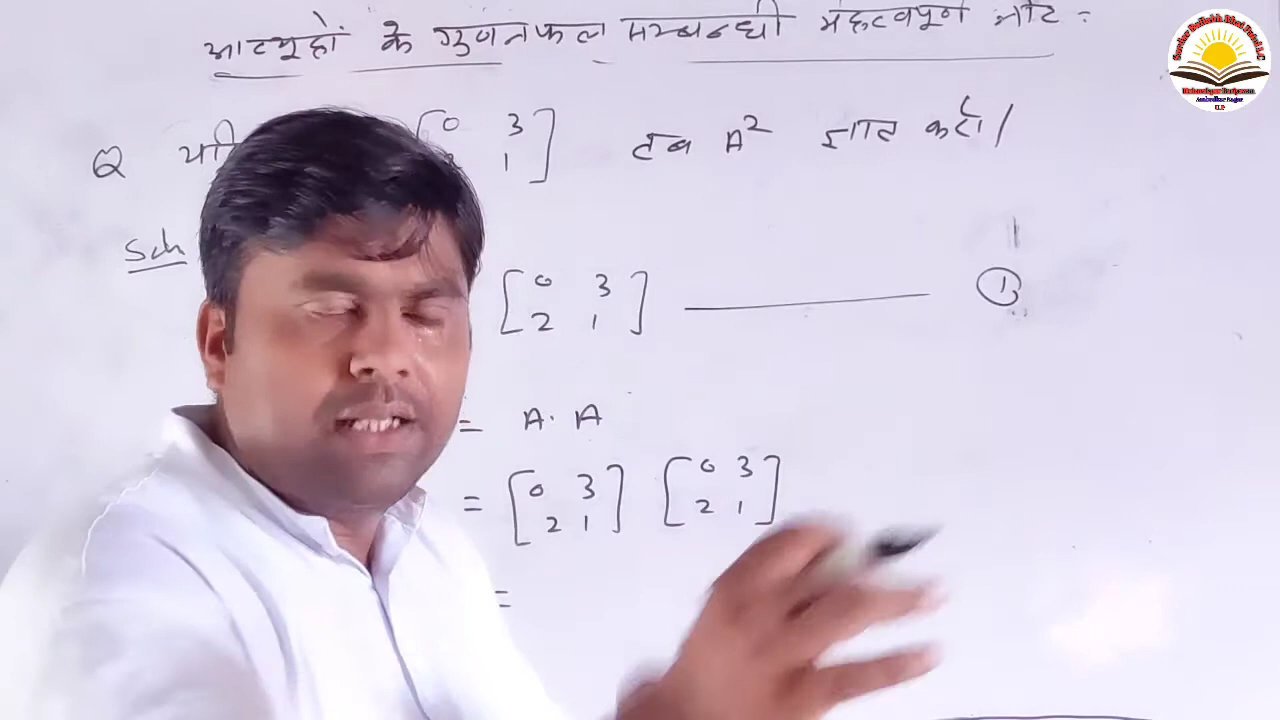 आव्यूहों के गुणनफल सम्बन्धी महत्वपूर्ण नोट :
Q यदि [0 3
1] तब A² ज्ञात करो।
Soln
[0 3
2 1] ——— ①
= A. A
= [0 3 [0 3
2 1] 2 1]
=